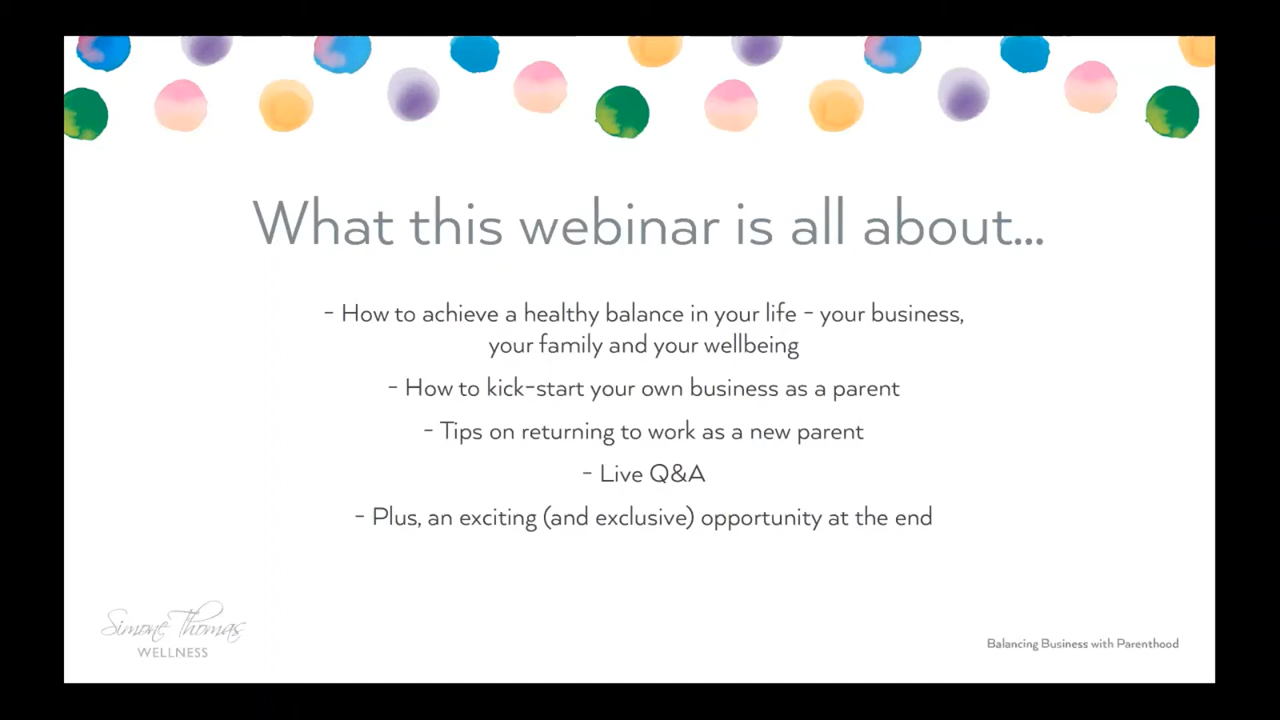 What this webinar is all about...
- How to achieve a healthy balance in your life - your business,
your family and your wellbeing
- How to kick-start your own business as a parent
- Tips on returning to work as a new parent
- Live Q&A
- Plus, an exciting (and exclusive) opportunity at the end
Simone Thomas
WELLNESS
Balancing Business with Parenthood